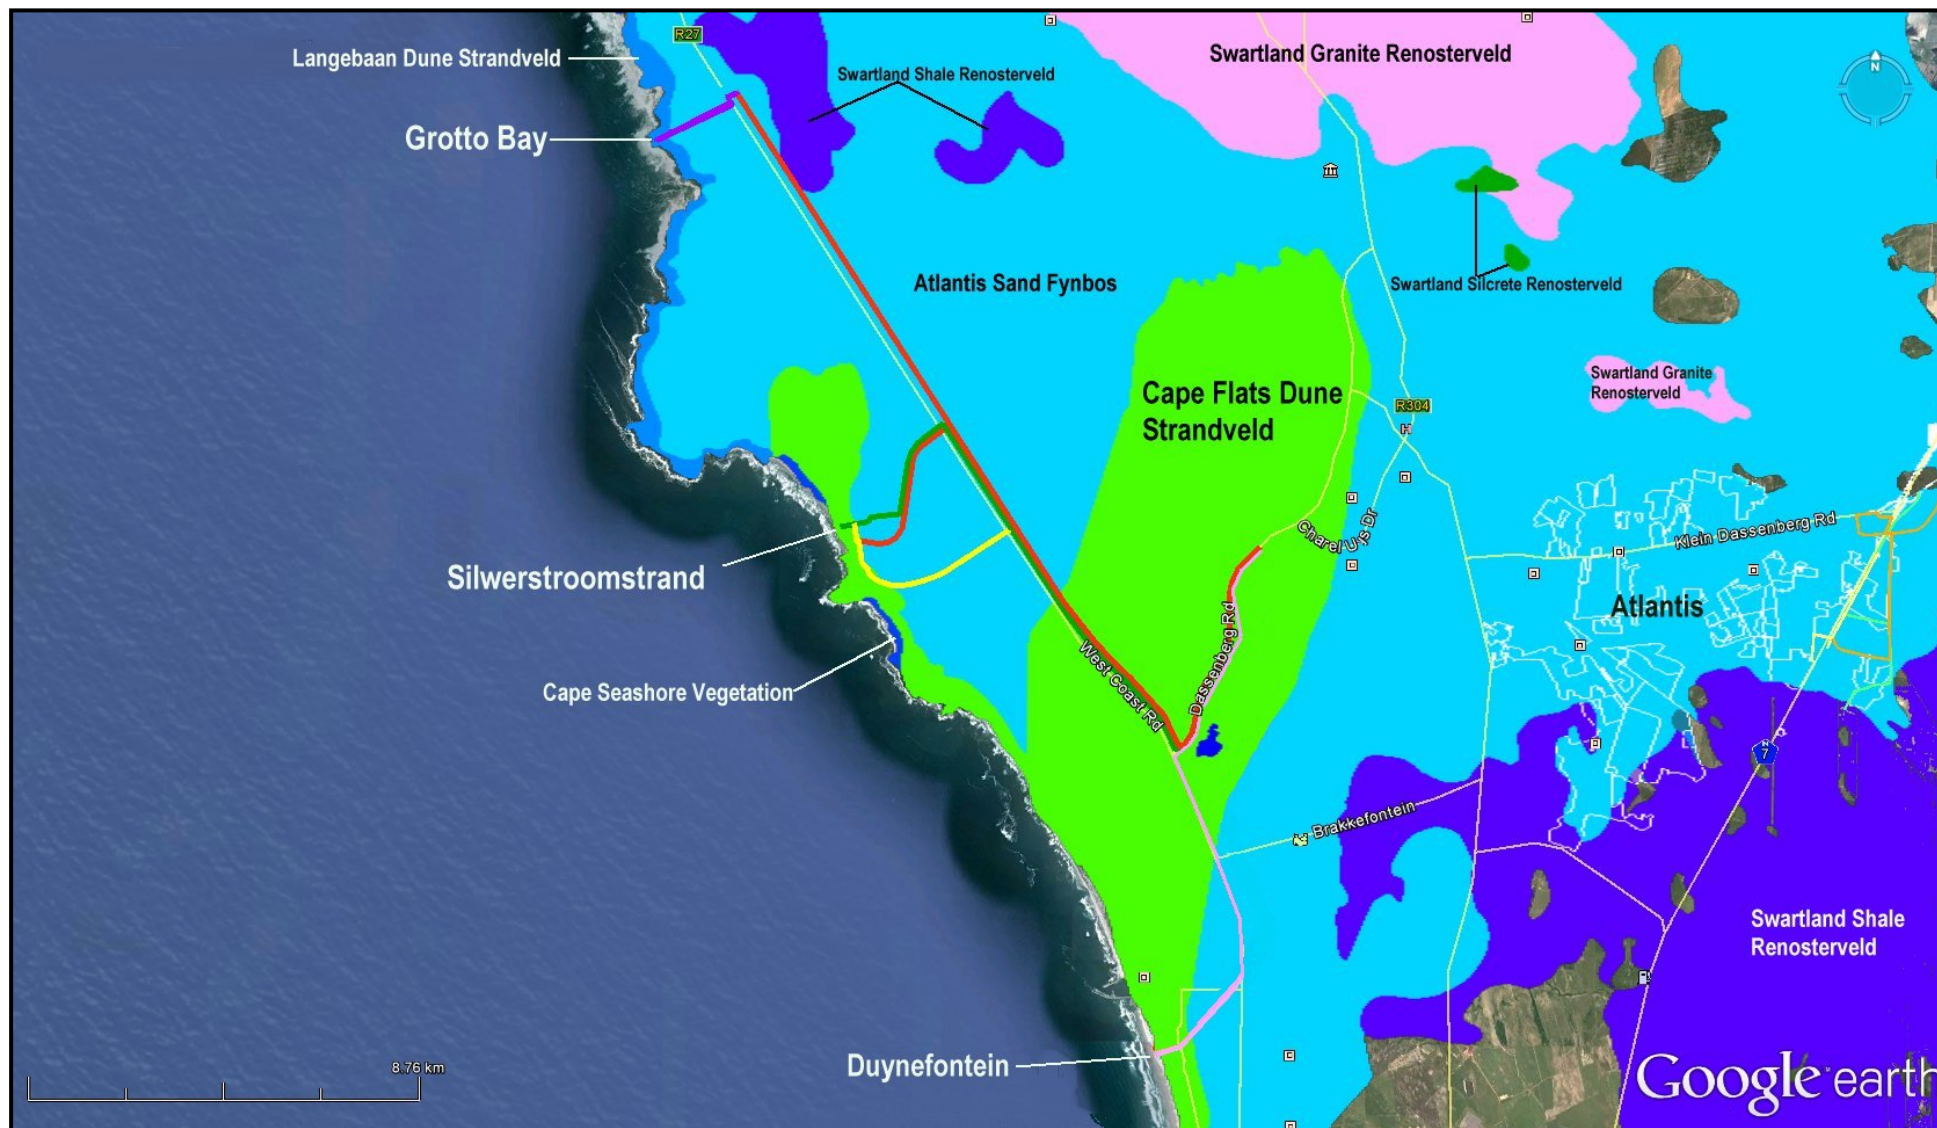 R27
Langebaan Dune Strandveld
Swartland Shale Renosterveld
Swartland Granite Renosterveld
N
Grotto Bay
Atlantis Sand Fynbos
Swartland Silcrete Renosterveld
Cape Flats Dune
Strandveld
Swartland Granite
Renosterveld
R304
H
Charel Uys Dr
Klein Dassenberg Rd
Silwerstroomstrand
Atlantis
Dassenberg Rd
West Coast Rd
Cape Seashore Vegetation
N
7
Brakkefontein
Swartland Shale
Renosterveld
Duynefontein
8.76 km
Google earth